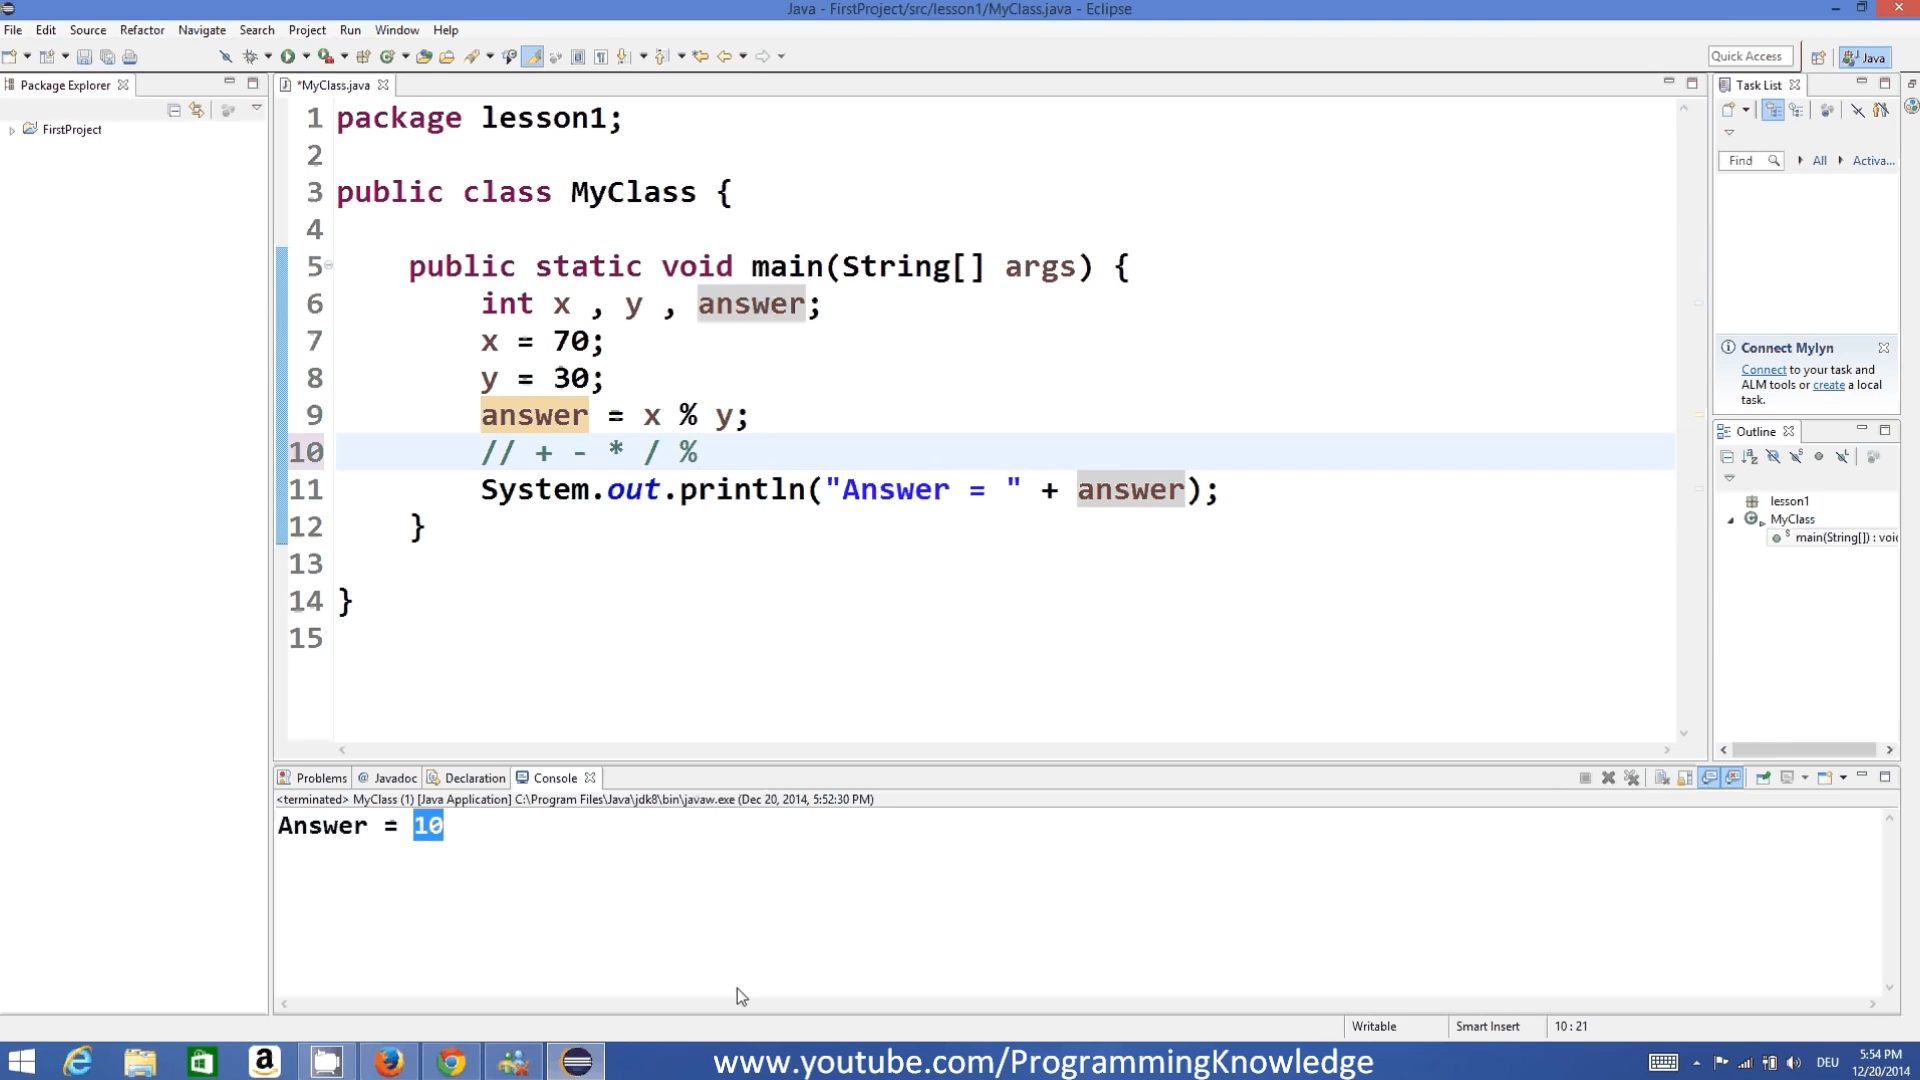 Java - FirstProject/src/lesson1/MyClass.java - Eclipse
File Edit Source Refactor Navigate Search Project Run Window Help
Quick Access
Java
Package Explorer
*MyClass.java
Task List
FirstProject
1 package lesson1;
2
3 public class MyClass {
4
5 public static void main(String[] args) {
6 int x , y , answer;
7 x = 70;
8 y = 30;
9 answer = x % y;
10 // + - * / %
11 System.out.println("Answer = " + answer);
12 }
13
14 }
15
Find All Activa...
Connect Mylyn
Connect to your task and
ALM tools or create a local
task.
Outline
lesson1
MyClass
main(String[]) : voi
Problems Javadoc Declaration Console
<terminated> MyClass (1) [Java Application] C:\Program Files\Java\jdk8\bin\javaw.exe (Dec 20, 2014, 5:52:30 PM)
Answer = 10
Writable Smart Insert 10 : 21
www.youtube.com/ProgrammingKnowledge
DEU
5:54 PM
12/20/2014